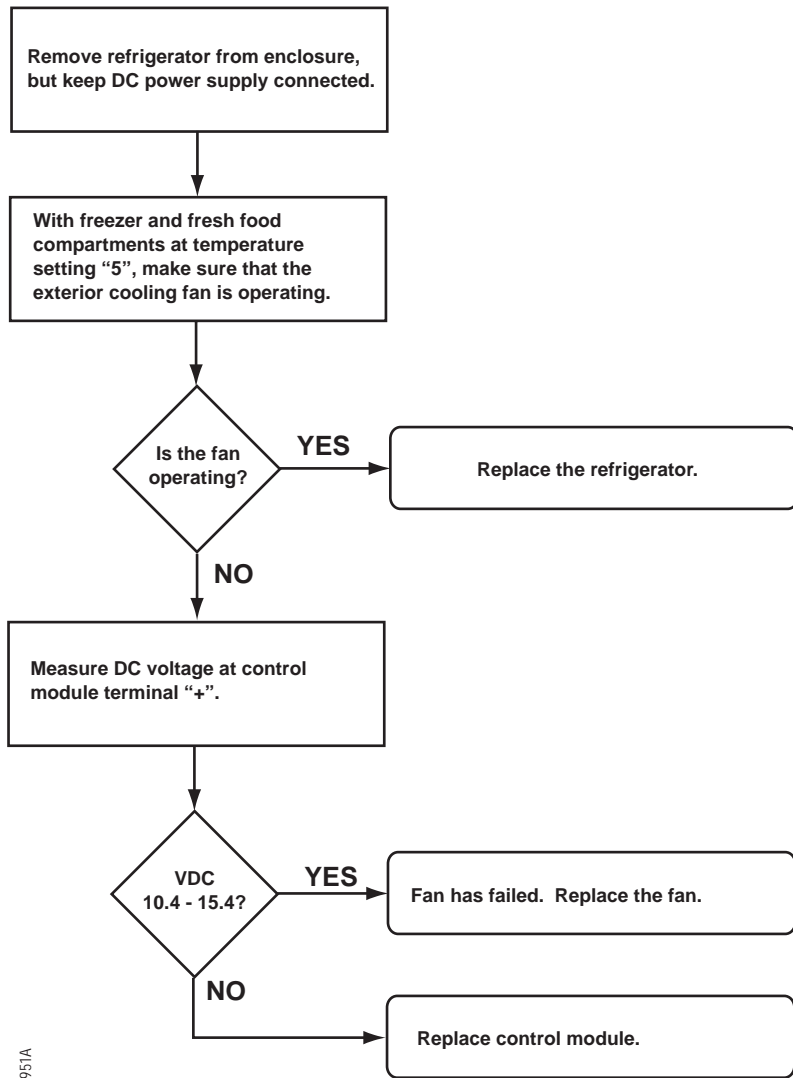 Remove refrigerator from enclosure,
but keep DC power supply connected.
With freezer and fresh food
compartments at temperature
setting “5”, make sure that the
exterior cooling fan is operating.
Is the fan
operating?
YES
Replace the refrigerator.
NO
Measure DC voltage at control
module terminal “+”.
VDC
10.4 - 15.4?
YES
Fan has failed.  Replace the fan.
NO
Replace control module.
951A